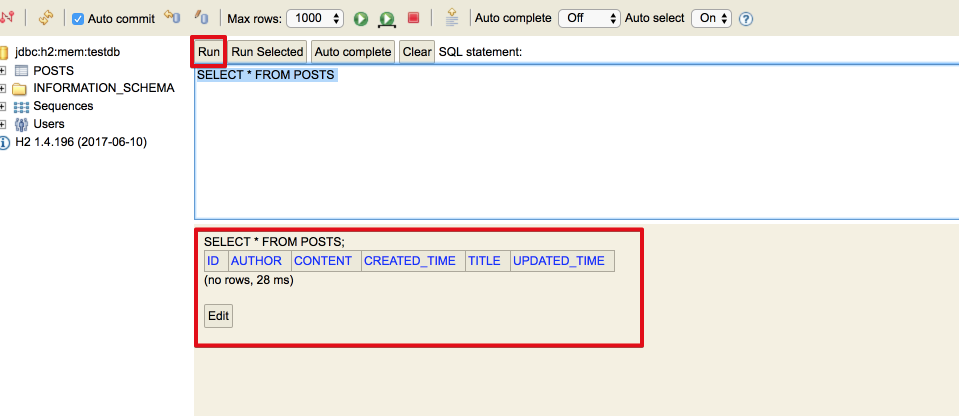 Auto commit Max rows: 1000 Auto complete Off Auto select On
jdbc:h2:mem:testdb
POSTS
INFORMATION_SCHEMA
Sequences
Users
H2 1.4.196 (2017-06-10)
Run Run Selected Auto complete Clear SQL statement:
SELECT * FROM POSTS
SELECT * FROM POSTS;
ID AUTHOR CONTENT CREATED_TIME TITLE UPDATED_TIME
(no rows, 28 ms)
Edit